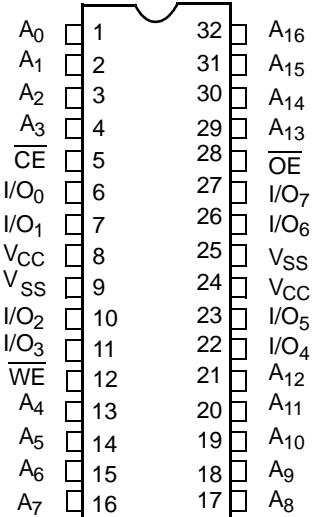 A0 1 32 A16
A1 2 31 A15
A2 3 30 A14
A3 4 29 A13
CE 5 28 OE
I/O0 6 27 I/O7
I/O1 7 26 I/O6
VCC 8 25 VSS
VSS 9 24 VCC
I/O2 10 23 I/O5
I/O3 11 22 I/O4
WE 12 21 A12
A4 13 20 A11
A5 14 19 A10
A6 15 18 A9
A7 16 17 A8